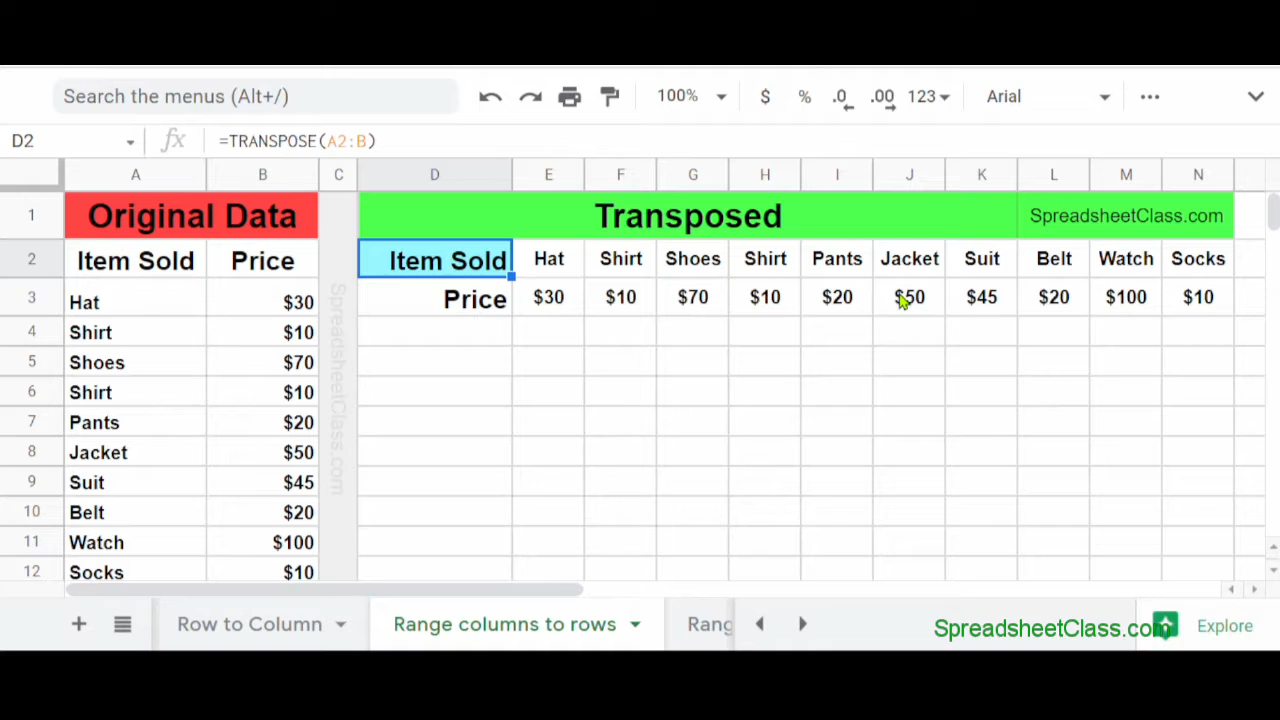 Search the menus (Alt+/) 100% $ % .0 .00 123 Arial
D2 fx =TRANSPOSE(A2:B)
A B C D E F G H I J K L M N
1 Original Data Transposed SpreadsheetClass.com
2 Item Sold Price Item Sold Hat Shirt Shoes Shirt Pants Jacket Suit Belt Watch Socks
3 Hat $30 Price $30 $10 $70 $10 $20 $50 $45 $20 $100 $10
4 Shirt $10
5 Shoes $70
6 Shirt $10
7 Pants $20
8 Jacket $50
9 Suit $45
10 Belt $20
11 Watch $100
12 Socks $10
SpreadsheetClass.com
Row to Column Range columns to rows Rang SpreadsheetClass.com Explore